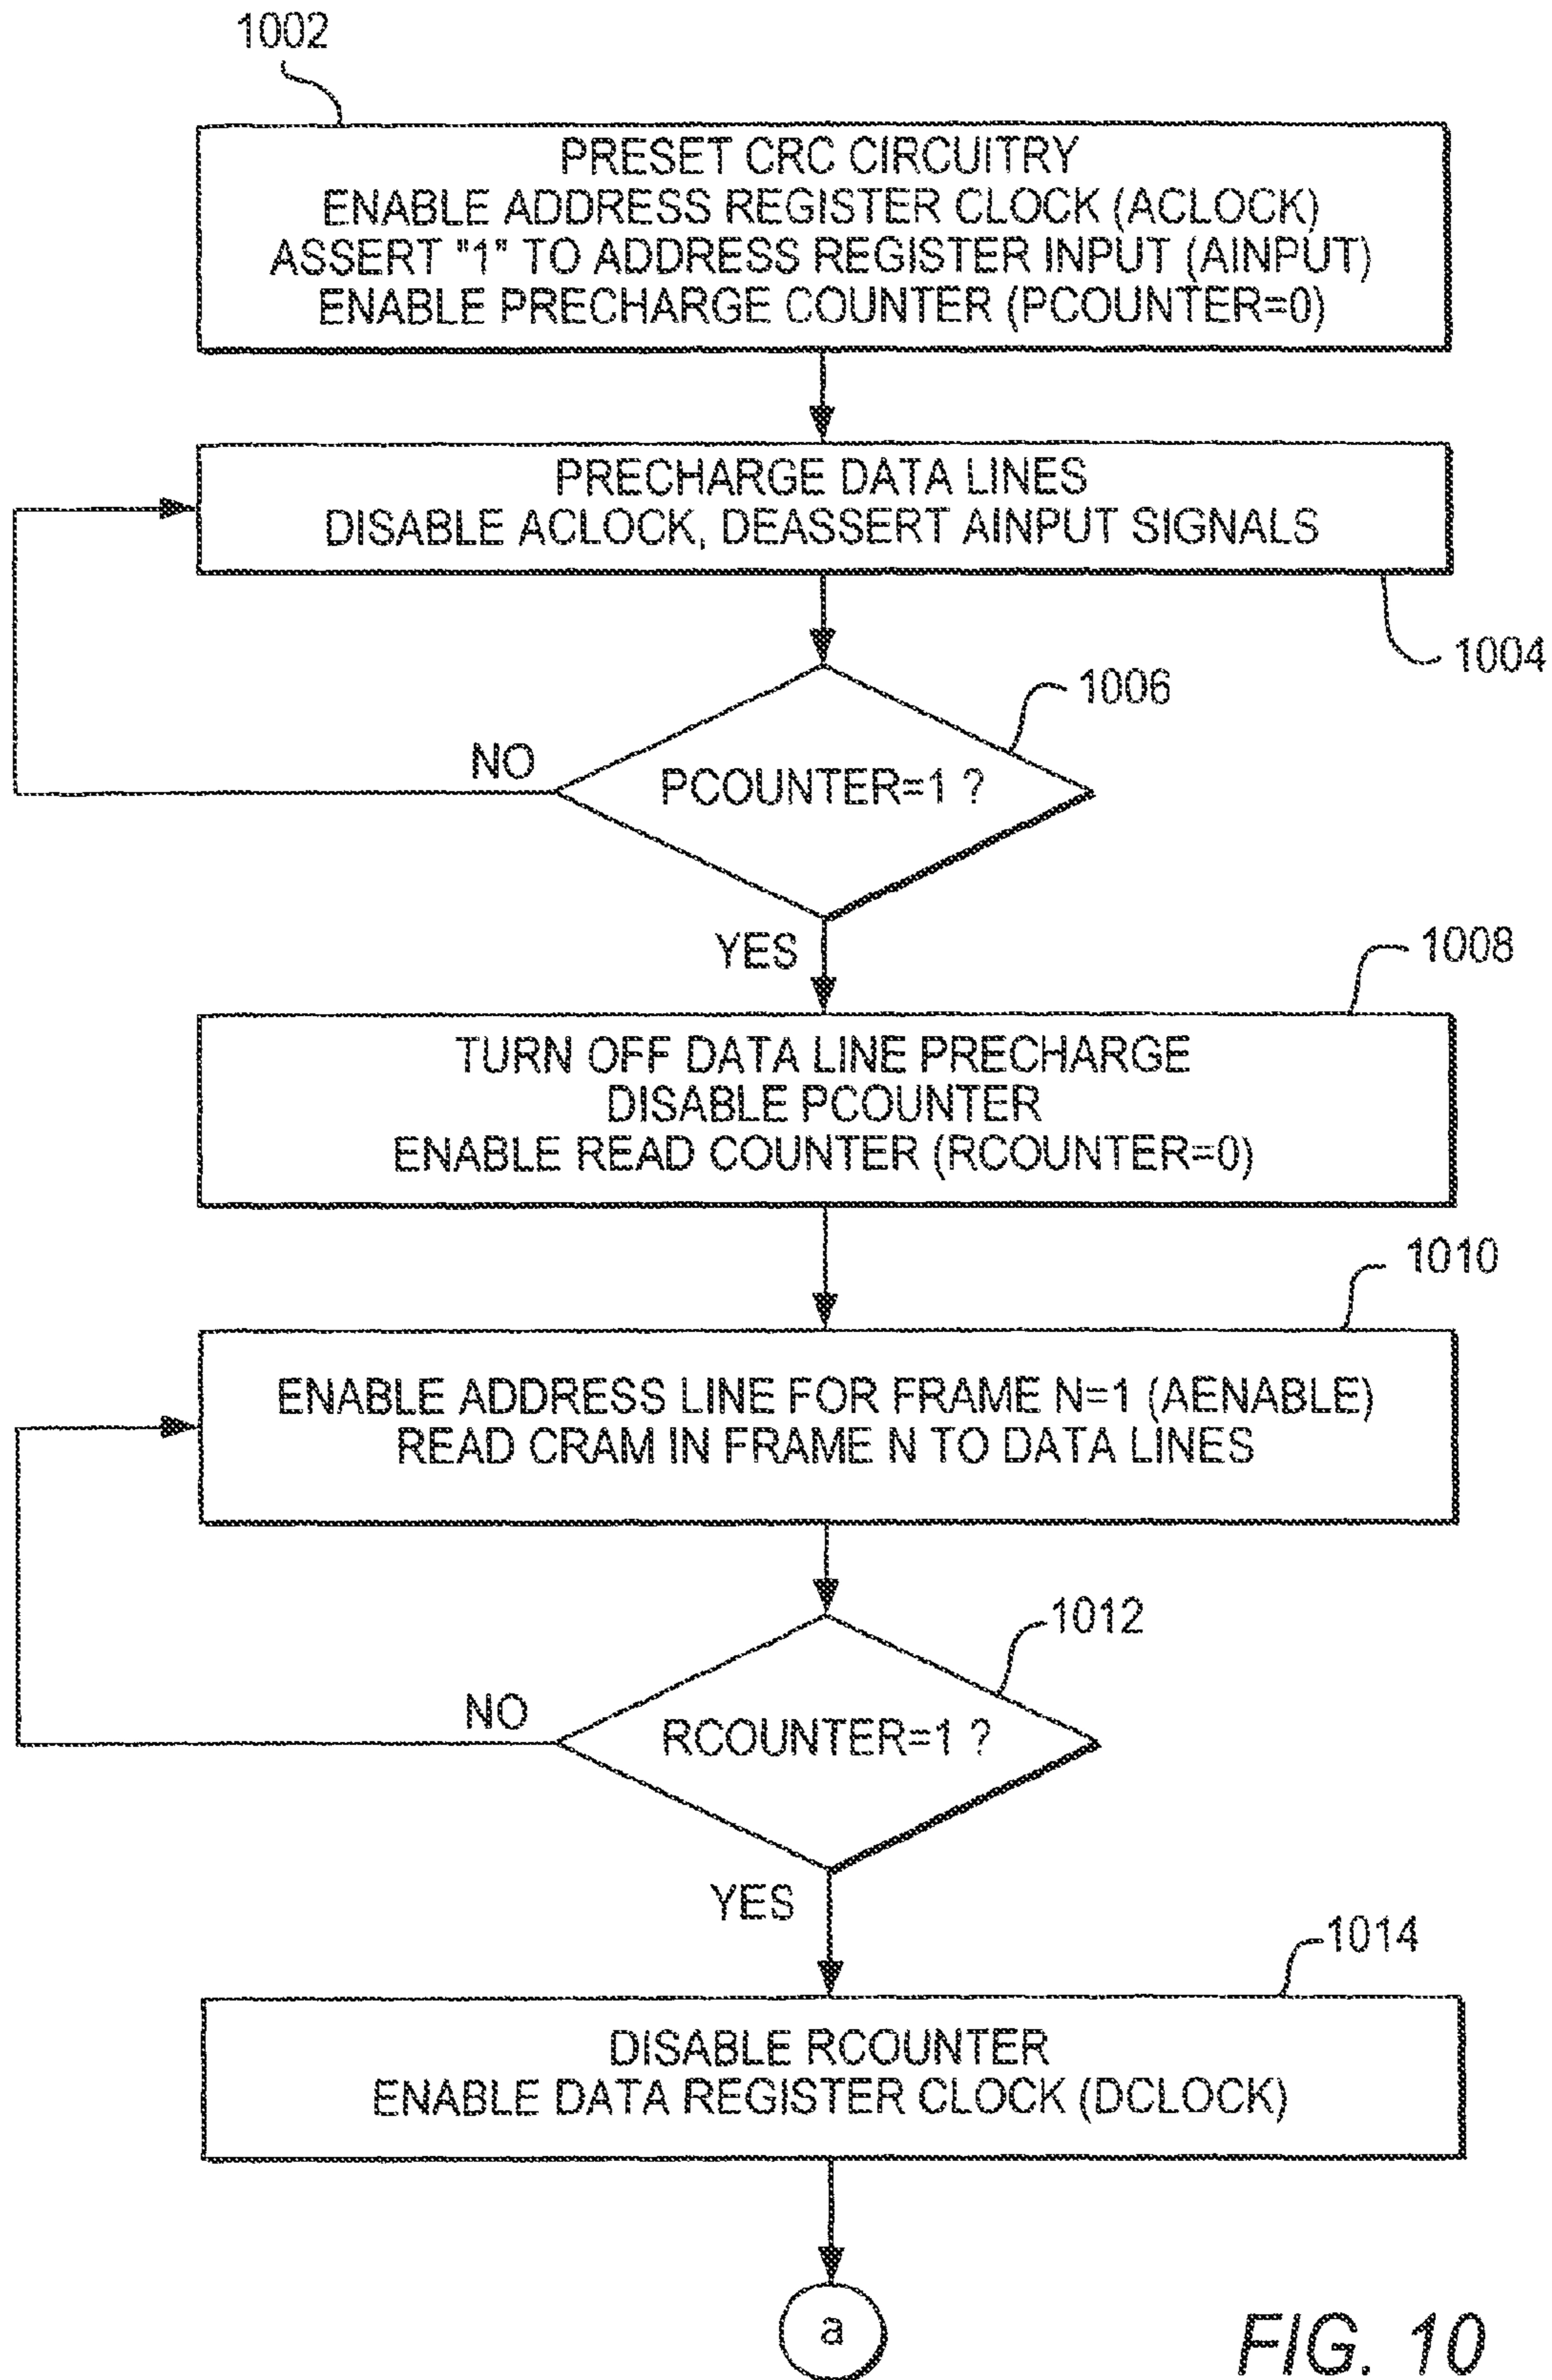 1002
PRESET CRC CIRCUITRY
ENABLE ADDRESS REGISTER CLOCK (ACLOCK)
ASSERT "1" TO ADDRESS REGISTER INPUT (AINPUT)
ENABLE PRECHARGE COUNTER (PCOUNTER=0)
PRECHARGE DATA LINES
DISABLE ACLOCK, DEASSERT AINPUT SIGNALS
1004
1006
NO
PCOUNTER=1 ?
YES
1008
TURN OFF DATA LINE PRECHARGE
DISABLE PCOUNTER
ENABLE READ COUNTER (RCOUNTER=0)
1010
ENABLE ADDRESS LINE FOR FRAME N=1 (AENABLE)
READ CRAM IN FRAME N TO DATA LINES
1012
NO
RCOUNTER=1 ?
YES
1014
DISABLE RCOUNTER
ENABLE DATA REGISTER CLOCK (DCLOCK)
a
FIG. 10